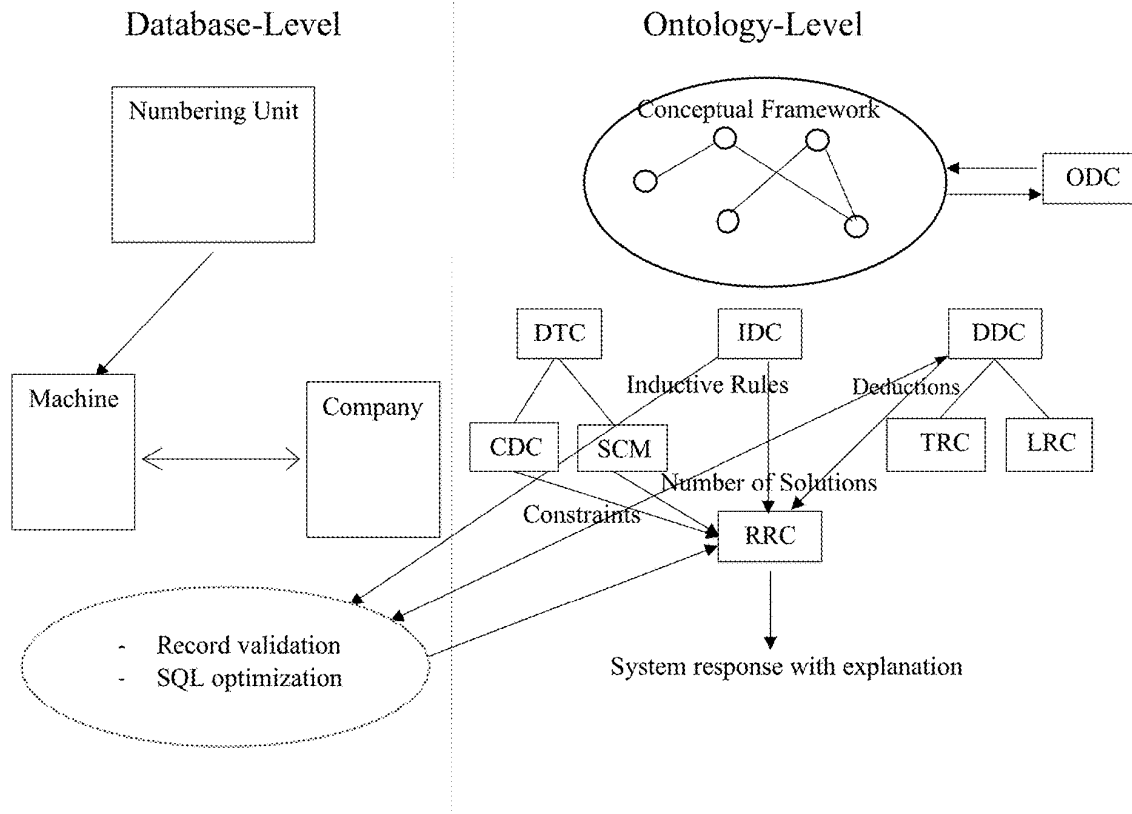 Database-Level
Ontology-Level
Numbering Unit
Conceptual Framework
ODC
DTC
IDC
DDC
Machine
Company
Inductive Rules
Deductions
CDC
SCM
TRC
LRC
Number of Solutions
Constraints
RRC
- Record validation
- SQL optimization
System response with explanation